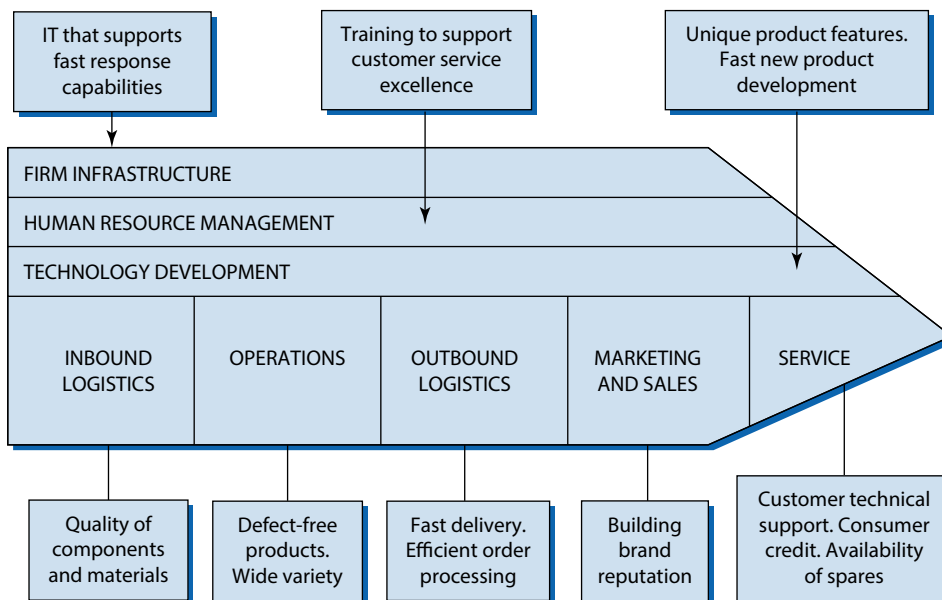 IT that supports
fast response
capabilities
Training to support
customer service
excellence
Unique product features.
Fast new product
development
FIRM INFRASTRUCTURE
HUMAN RESOURCE MANAGEMENT
TECHNOLOGY DEVELOPMENT
INBOUND
LOGISTICS
OPERATIONS
OUTBOUND
LOGISTICS
MARKETING
AND SALES
SERVICE
Quality of
components
and materials
Defect-free
products.
Wide variety
Fast delivery.
Efficient order
processing
Building
brand
reputation
Customer technical
support. Consumer
credit. Availability
of spares